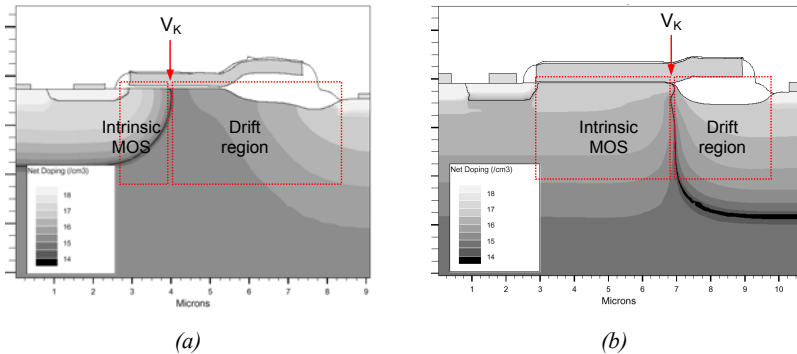 V_K
Intrinsic
MOS
Drift
region
Net Doping (/cm3)
18
17
16
15
14
1 2 3 4 5 6 7 8 9
Microns
(a)
V_K
Intrinsic
MOS
Drift
region
Net Doping (/cm3)
18
17
16
15
14
1 2 3 4 5 6 7 8 9 10
Microns
(b)